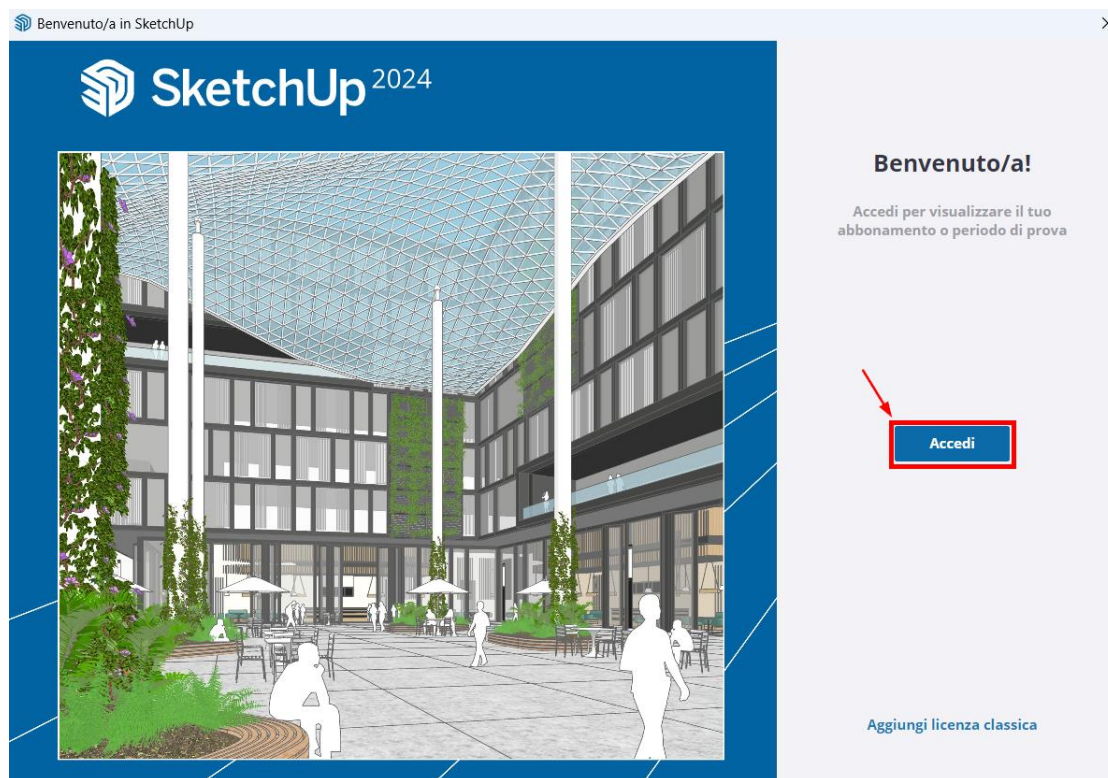 Benvenuto/a in SketchUp
SketchUp 2024
Benvenuto/a!
Accedi per visualizzare il tuo
abbonamento o periodo di prova
Accedi
Aggiungi licenza classica